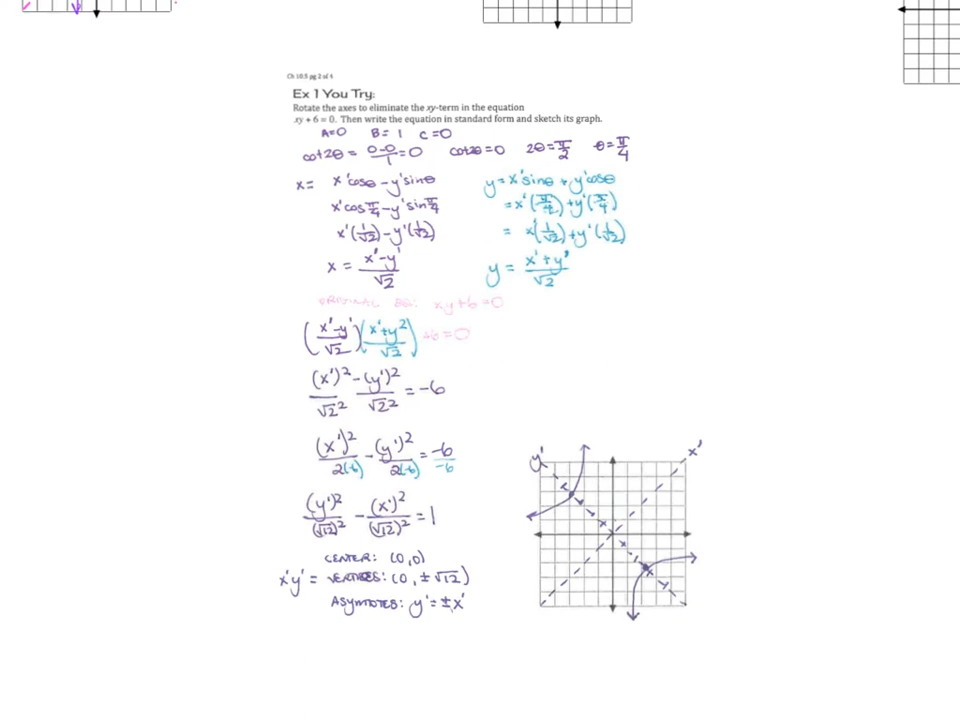 Ch 10.5 pg 2 of 4
Ex 1 You Try:
Rotate the axes to eliminate the xy-term in the equation
xy + 6 = 0. Then write the equation in standard form and sketch its graph.
A=0 B=1 C=0
cot2θ = (0-0)/1 = 0 cot2θ=0 2θ=π/2 θ=π/4
x= x'cosθ - y'sinθ y=x'sinθ + y'cosθ
x'cos π/4 - y'sin π/4 =x'(π/4)+y'(π/4)
x'(1/√2) - y'(1/√2) = x'(1/√2)+y'(1/√2)
x = (x'-y')/√2 y = (x'+y')/√2
ORIGINAL EQ: xy+6=0
((x'-y')/√2)((x'+y²)/√2) +6=0
(x')²/√2² - (y')²/√2² = -6
(x')²/2(-6) - (y')²/2(-6) = -6/-6
(y')²/(√12)² - (x')²/(√12)² = 1
CENTER: (0,0)
x'y' = VERTICES: (0, ±√12)
ASYMTOTES: y'=±x'
y' x'